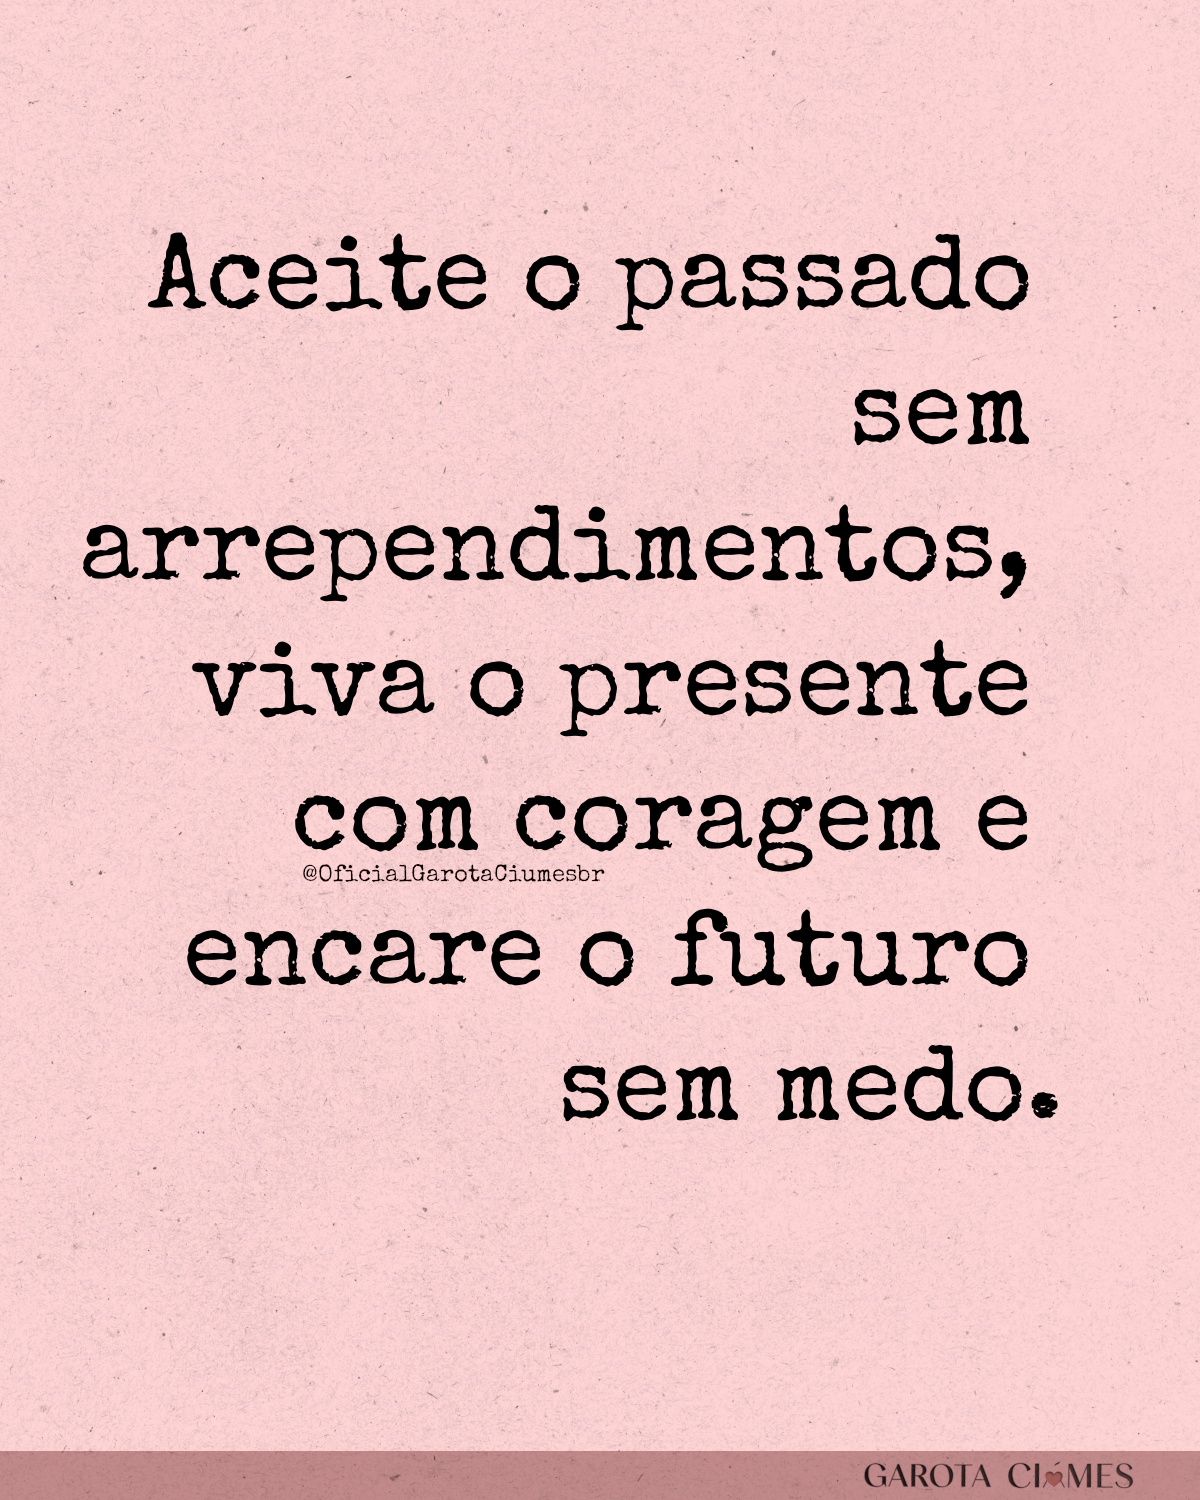 Aceite o passado
sem
arrependimentos,
viva o presente
com coragem e
@OficialGarotaCiumesbr
encare o futuro
sem medo.
GAROTA CIÚMES